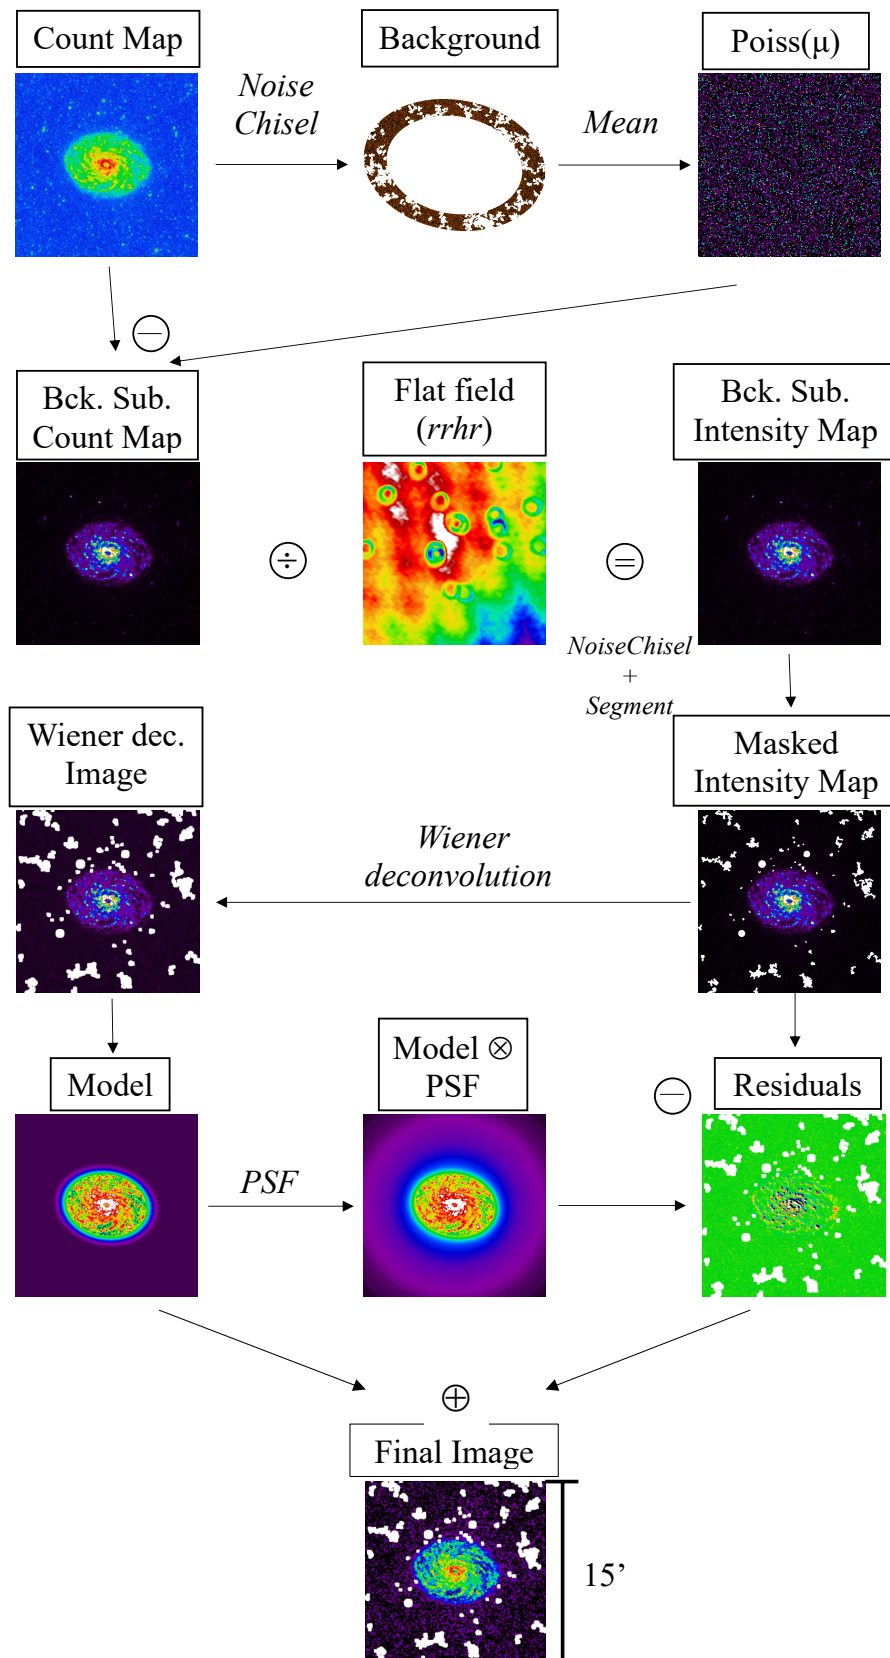 Count Map
Noise
Chisel
Background
Mean
Poiss(μ)
Bck. Sub.
Count Map
Flat field
(rrhr)
Bck. Sub.
Intensity Map
NoiseChisel
+
Segment
Wiener dec.
Image
Wiener
deconvolution
Masked
Intensity Map
Model
PSF
Model ⊗
PSF
Residuals
Final Image
15’